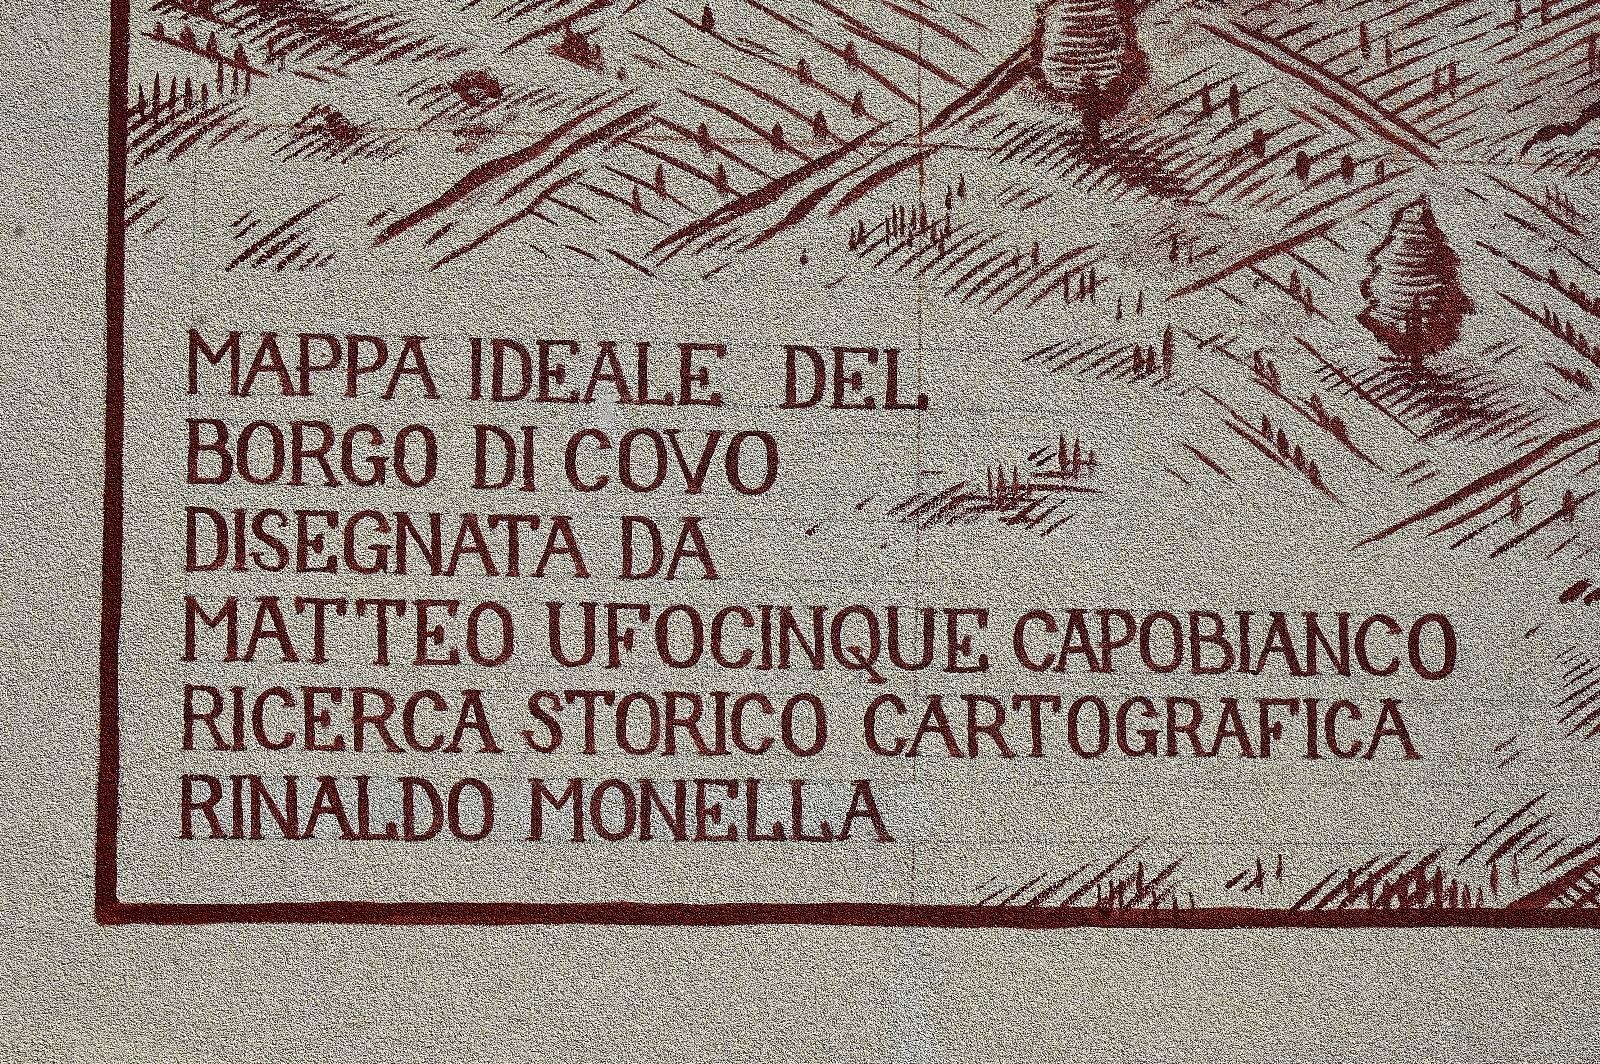 MAPPA IDEALE DEL
BORGO DI COVO
DISEGNATA DA
MATTEO UFOCINQUE CAPOBIANCO
RICERCA STORICO CARTOGRAFICA
RINALDO MONELLA